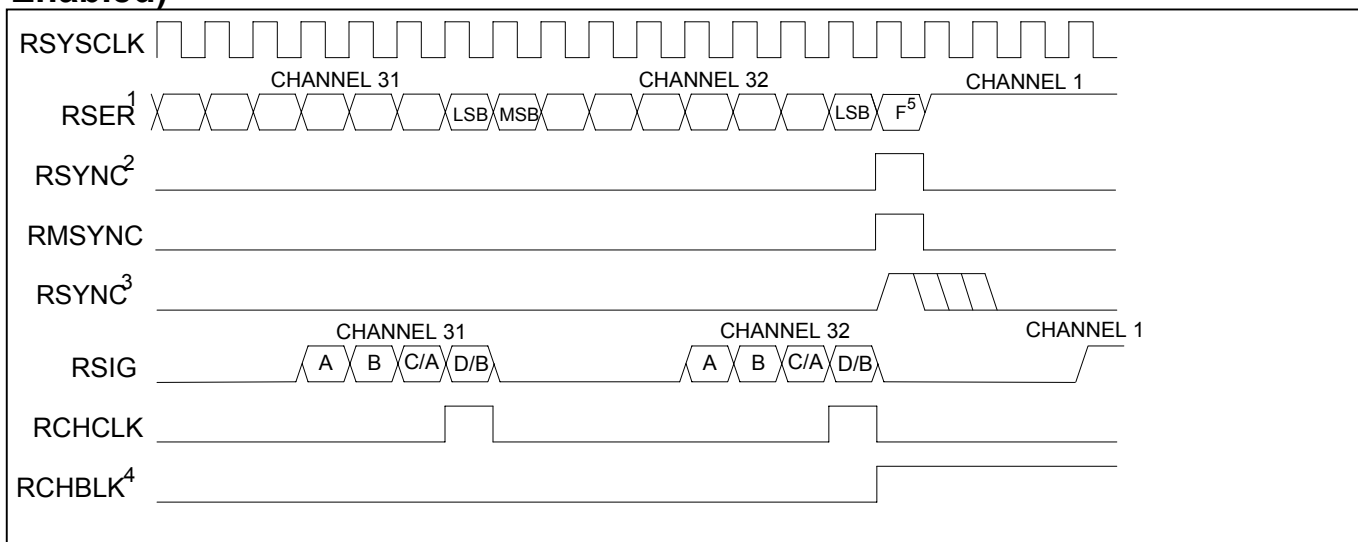 Enabled)
RSYSCLK
CHANNEL 31 CHANNEL 32 CHANNEL 1
RSER1 LSB MSB LSB F5
RSYNC2
RMSYNC
RSYNC3
CHANNEL 31 CHANNEL 32 CHANNEL 1
RSIG A B C/A D/B A B C/A D/B
RCHCLK
RCHBLK4